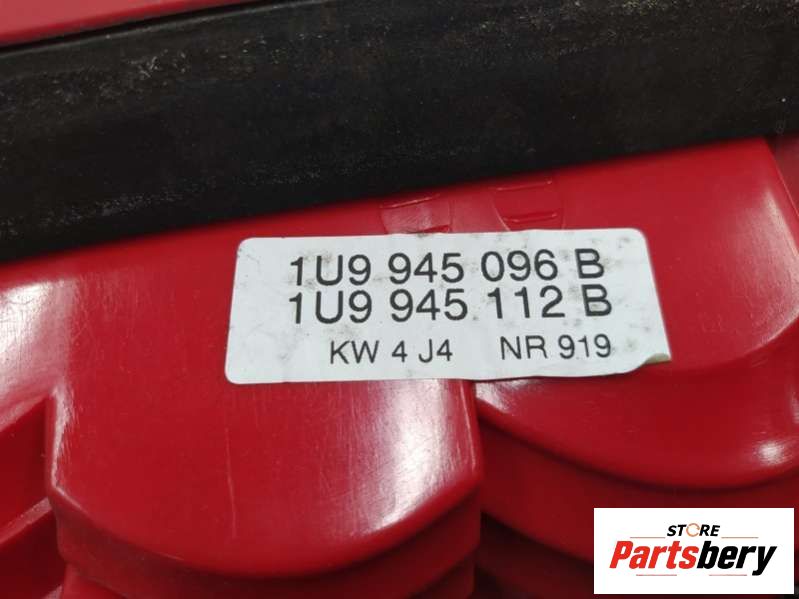 1U9 945 096 B
1U9 945 112 B
KW 4 J4 NR 919
STORE
Partsbery